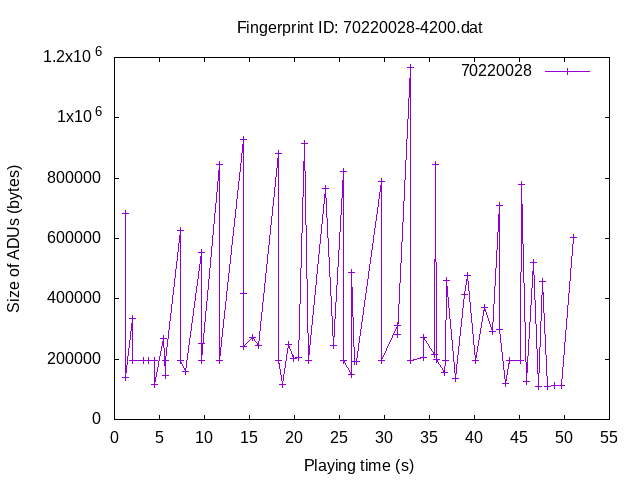 Fingerprint ID: 70220028-4200.dat
70220028
1.2x10^6
1x10^6
800000
600000
400000
200000
0
Size of ADUs (bytes)
0 5 10 15 20 25 30 35 40 45 50 55
Playing time (s)